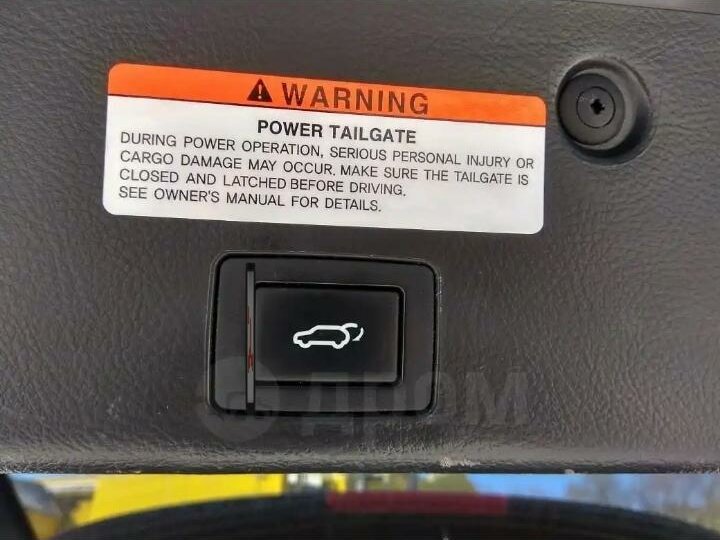 WARNING
POWER TAILGATE
DURING POWER OPERATION, SERIOUS PERSONAL INJURY OR
CARGO DAMAGE MAY OCCUR. MAKE SURE THE TAILGATE IS
CLOSED AND LATCHED BEFORE DRIVING.
SEE OWNER'S MANUAL FOR DETAILS.
ДРОМ